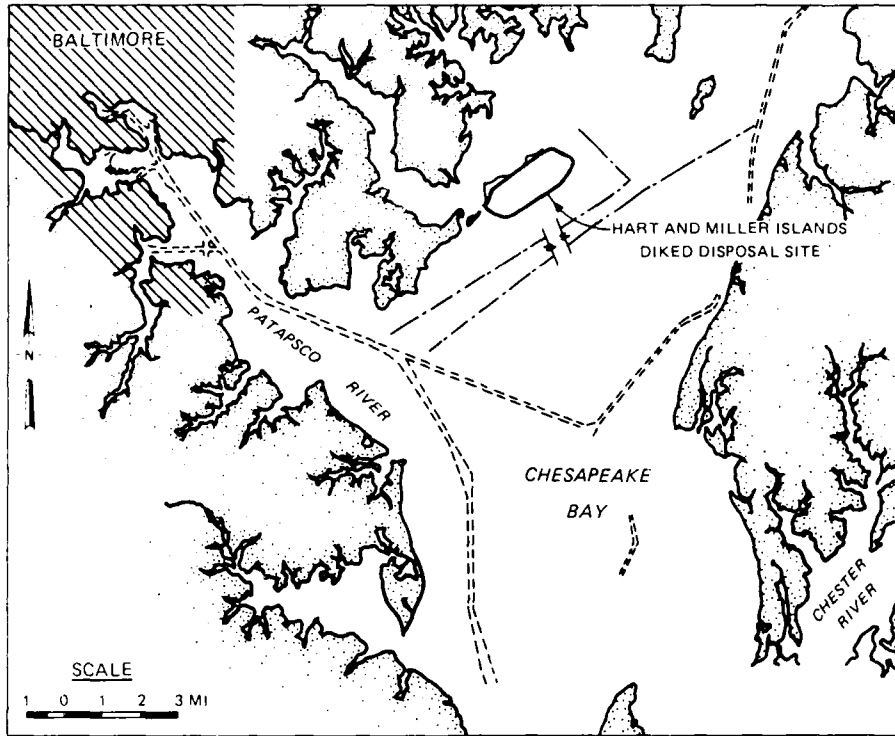 BALTIMORE
HART AND MILLER ISLANDS
DIKED DISPOSAL SITE
PATAPSCO
RIVER
N
CHESAPEAKE
BAY
CHESTER
RIVER
SCALE
1 0 1 2 3 MI